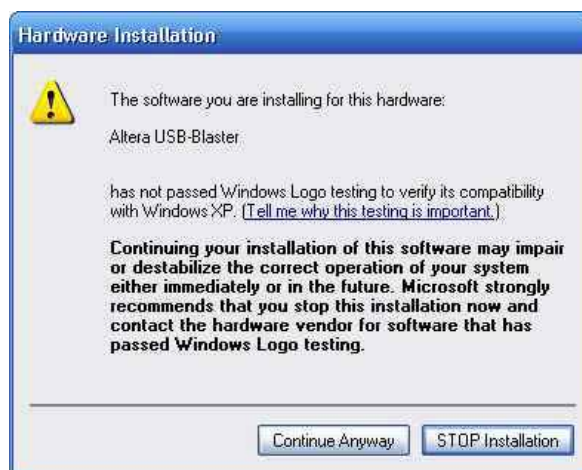 Hardware Installation
The software you are installing for this hardware:
Altera USB-Blaster
has not passed Windows Logo testing to verify its compatibility
with Windows XP. (Tell me why this testing is important.)
Continuing your installation of this software may impair
or destabilize the correct operation of your system
either immediately or in the future. Microsoft strongly
recommends that you stop this installation now and
contact the hardware vendor for software that has
passed Windows Logo testing.
Continue Anyway
STOP Installation